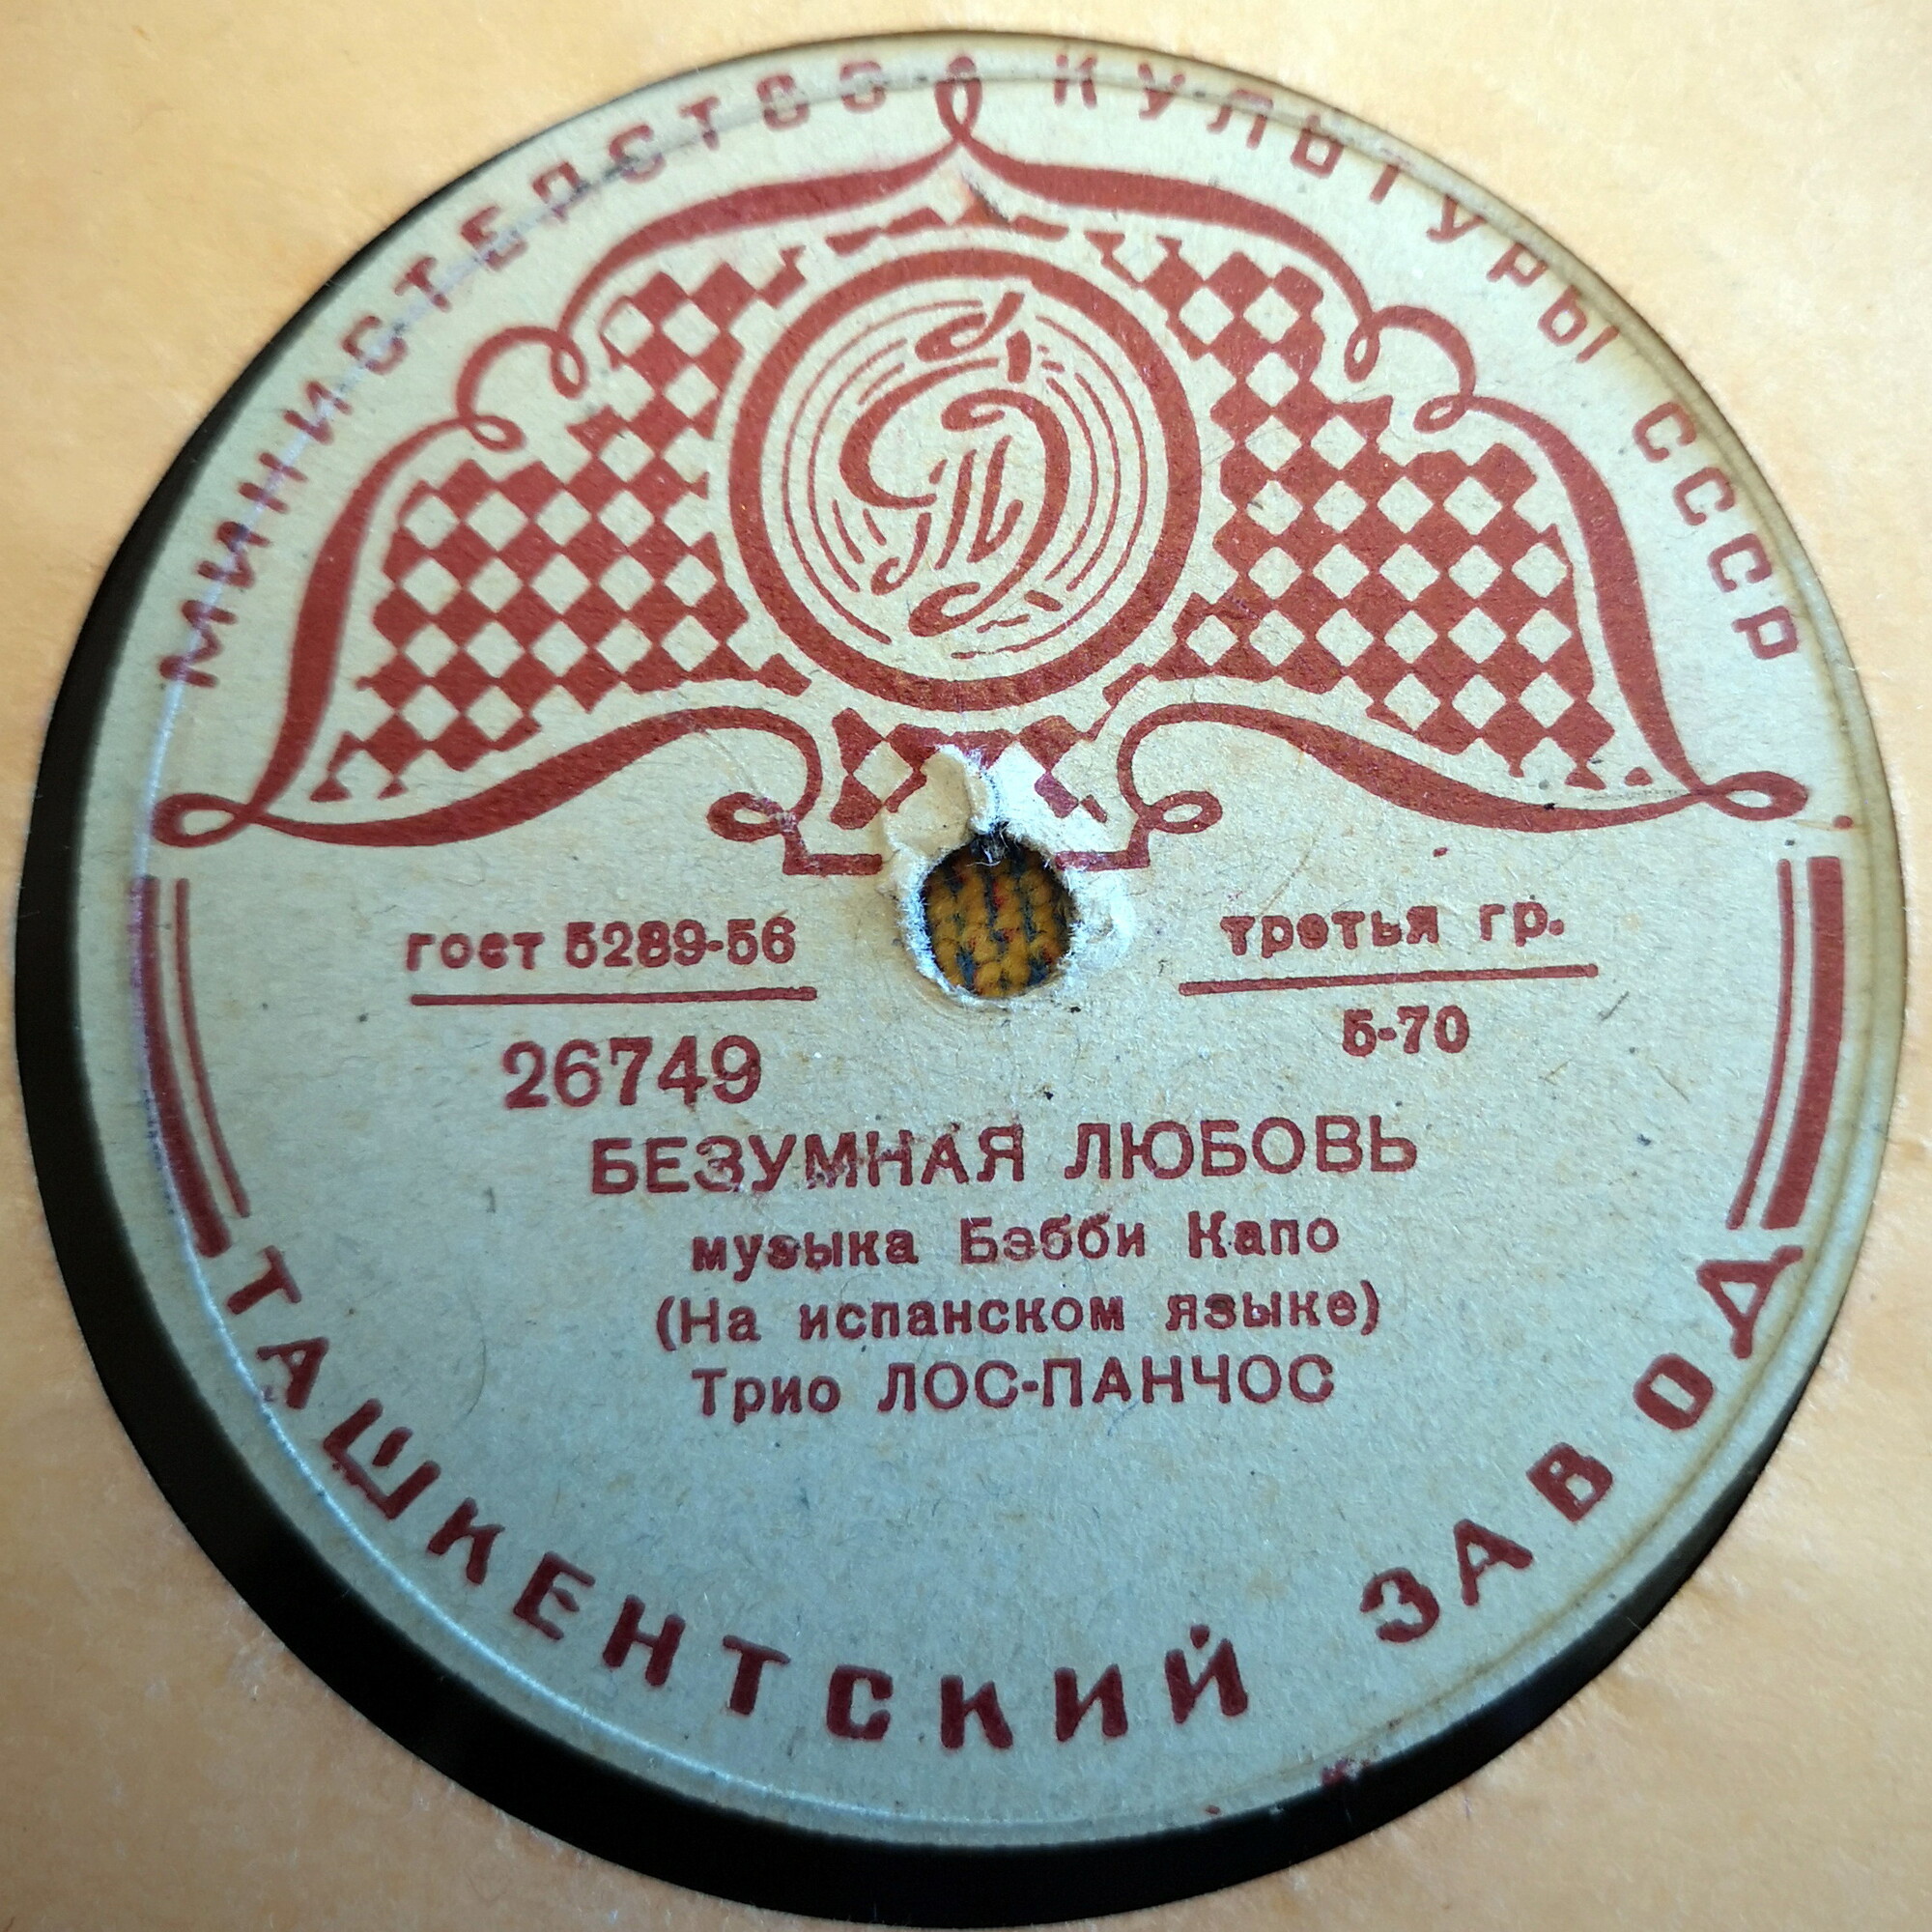 МИНИСТЕРСТВО КУЛЬТУРЫ СССР
гост 5289-56
третья гр.
5-70
26749
БЕЗУМНАЯ ЛЮБОВЬ
музыка Бэбби Капо
(На испанском языке)
Трио ЛОС-ПАНЧОС
ТАШКЕНТСКИЙ ЗАВОД